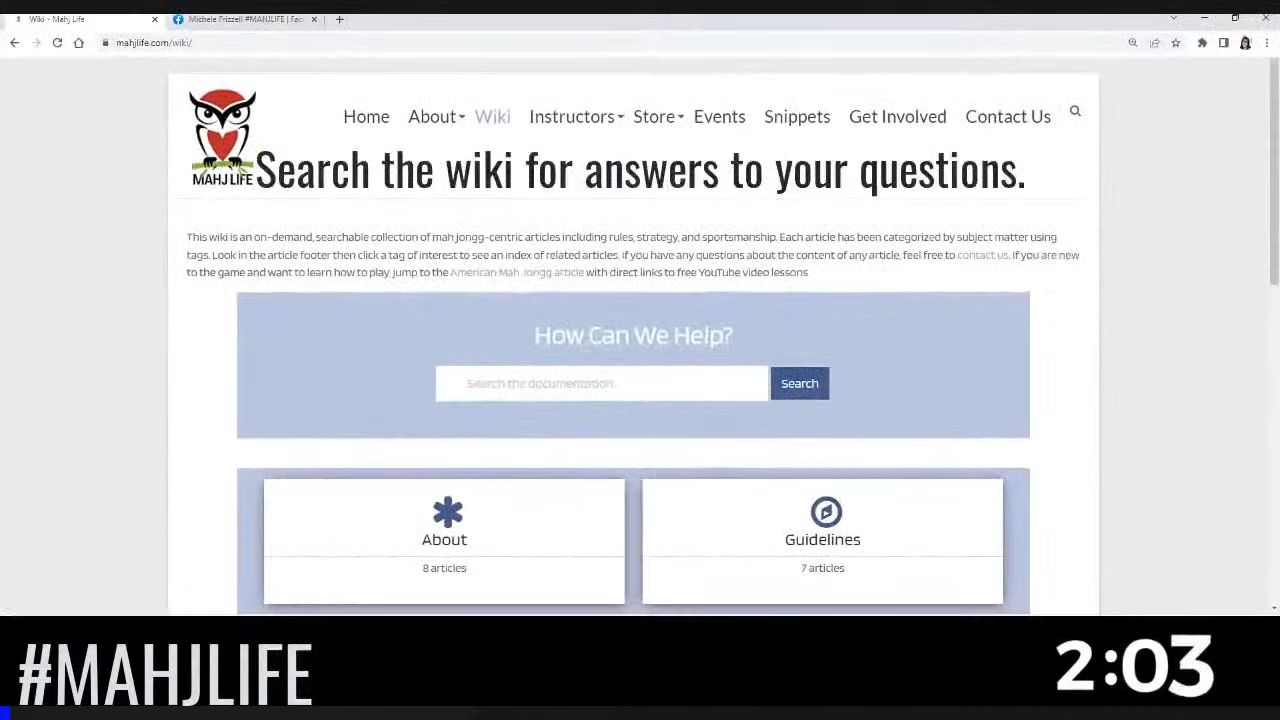 Wiki - Mahj Life
Michele Frizzell #MAHJLIFE | Fac
mahjlife.com/wiki/
Home About Wiki Instructors Store Events Snippets Get Involved Contact Us
MAHJ LIFE
Search the wiki for answers to your questions.
This wiki is an on-demand, searchable collection of mah jongg-centric articles including rules, strategy, and sportsmanship. Each article has been categorized by subject matter using
tags. Look in the article footer then click a tag of interest to see an index of related articles. If you have any questions about the content of any article, feel free to contact us. If you are new
to the game and want to learn how to play, jump to the American Mah Jongg article with direct links to free YouTube video lessons
How Can We Help?
Search the documentation...
Search
About
8 articles
Guidelines
7 articles
#MAHJLIFE
2:03